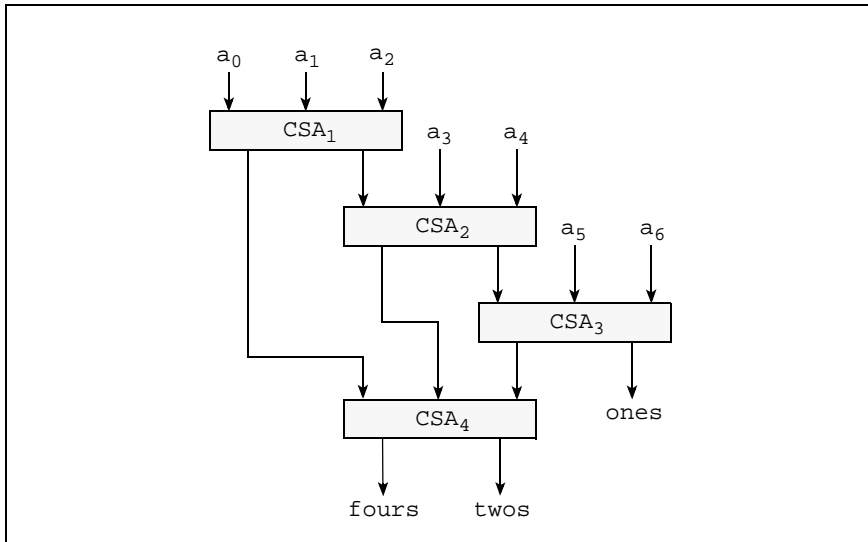 a₀ a₁ a₂
CSA₁
a₃ a₄
CSA₂
a₅ a₆
CSA₃
CSA₄
ones
fours twos